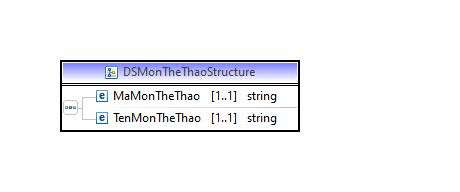 DSMonTheThaoStructure
MaMonTheThao [1..1] string
TenMonTheThao [1..1] string